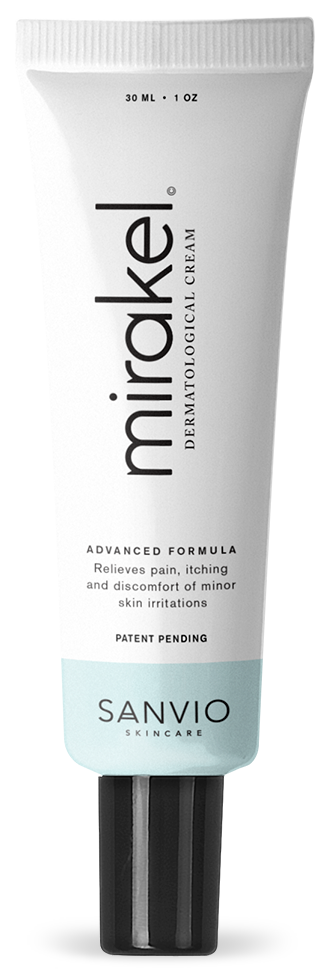 30 ML • 1 OZ
mirakel©
DERMATOLOGICAL CREAM
ADVANCED FORMULA
Relieves pain, itching
and discomfort of minor
skin irritations
PATENT PENDING
SANVIO
SKINCARE